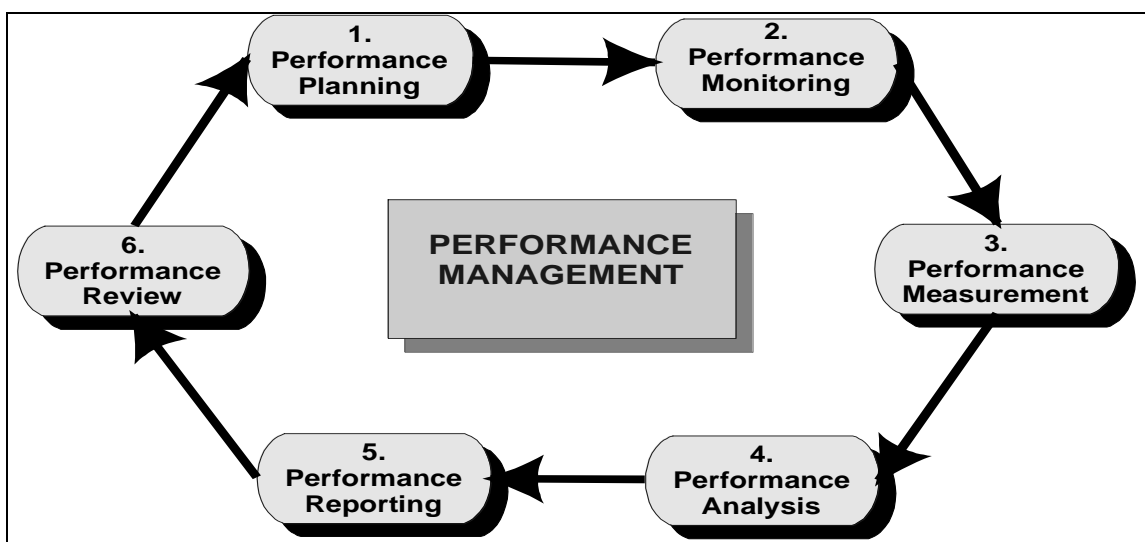 1.
Performance
Planning
2.
Performance
Monitoring
3.
Performance
Measurement
4.
Performance
Analysis
5.
Performance
Reporting
6.
Performance
Review
PERFORMANCE
MANAGEMENT